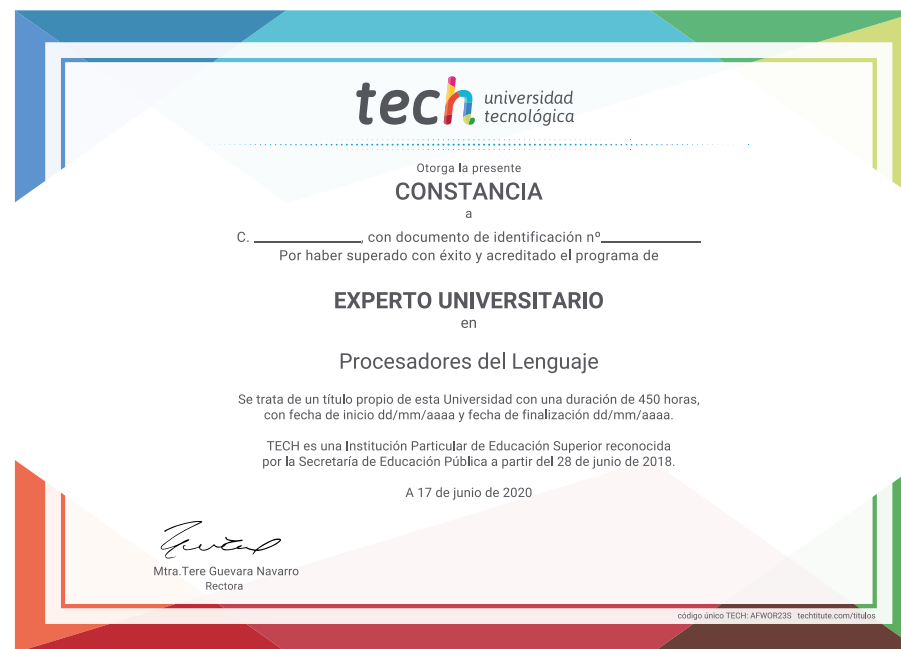 tech universidad
tecnológica
Otorga la presente
CONSTANCIA
a
C. ____________, con documento de identificación nº____________
Por haber superado con éxito y acreditado el programa de
EXPERTO UNIVERSITARIO
en
Procesadores del Lenguaje
Se trata de un título propio de esta Universidad con una duración de 450 horas,
con fecha de inicio dd/mm/aaaa y fecha de finalización dd/mm/aaaa.
TECH es una Institución Particular de Educación Superior reconocida
por la Secretaría de Educación Pública a partir del 28 de junio de 2018.
A 17 de junio de 2020
Mtra.Tere Guevara Navarro
Rectora
código único TECH: AFWOR23S techtitute.com/titulos